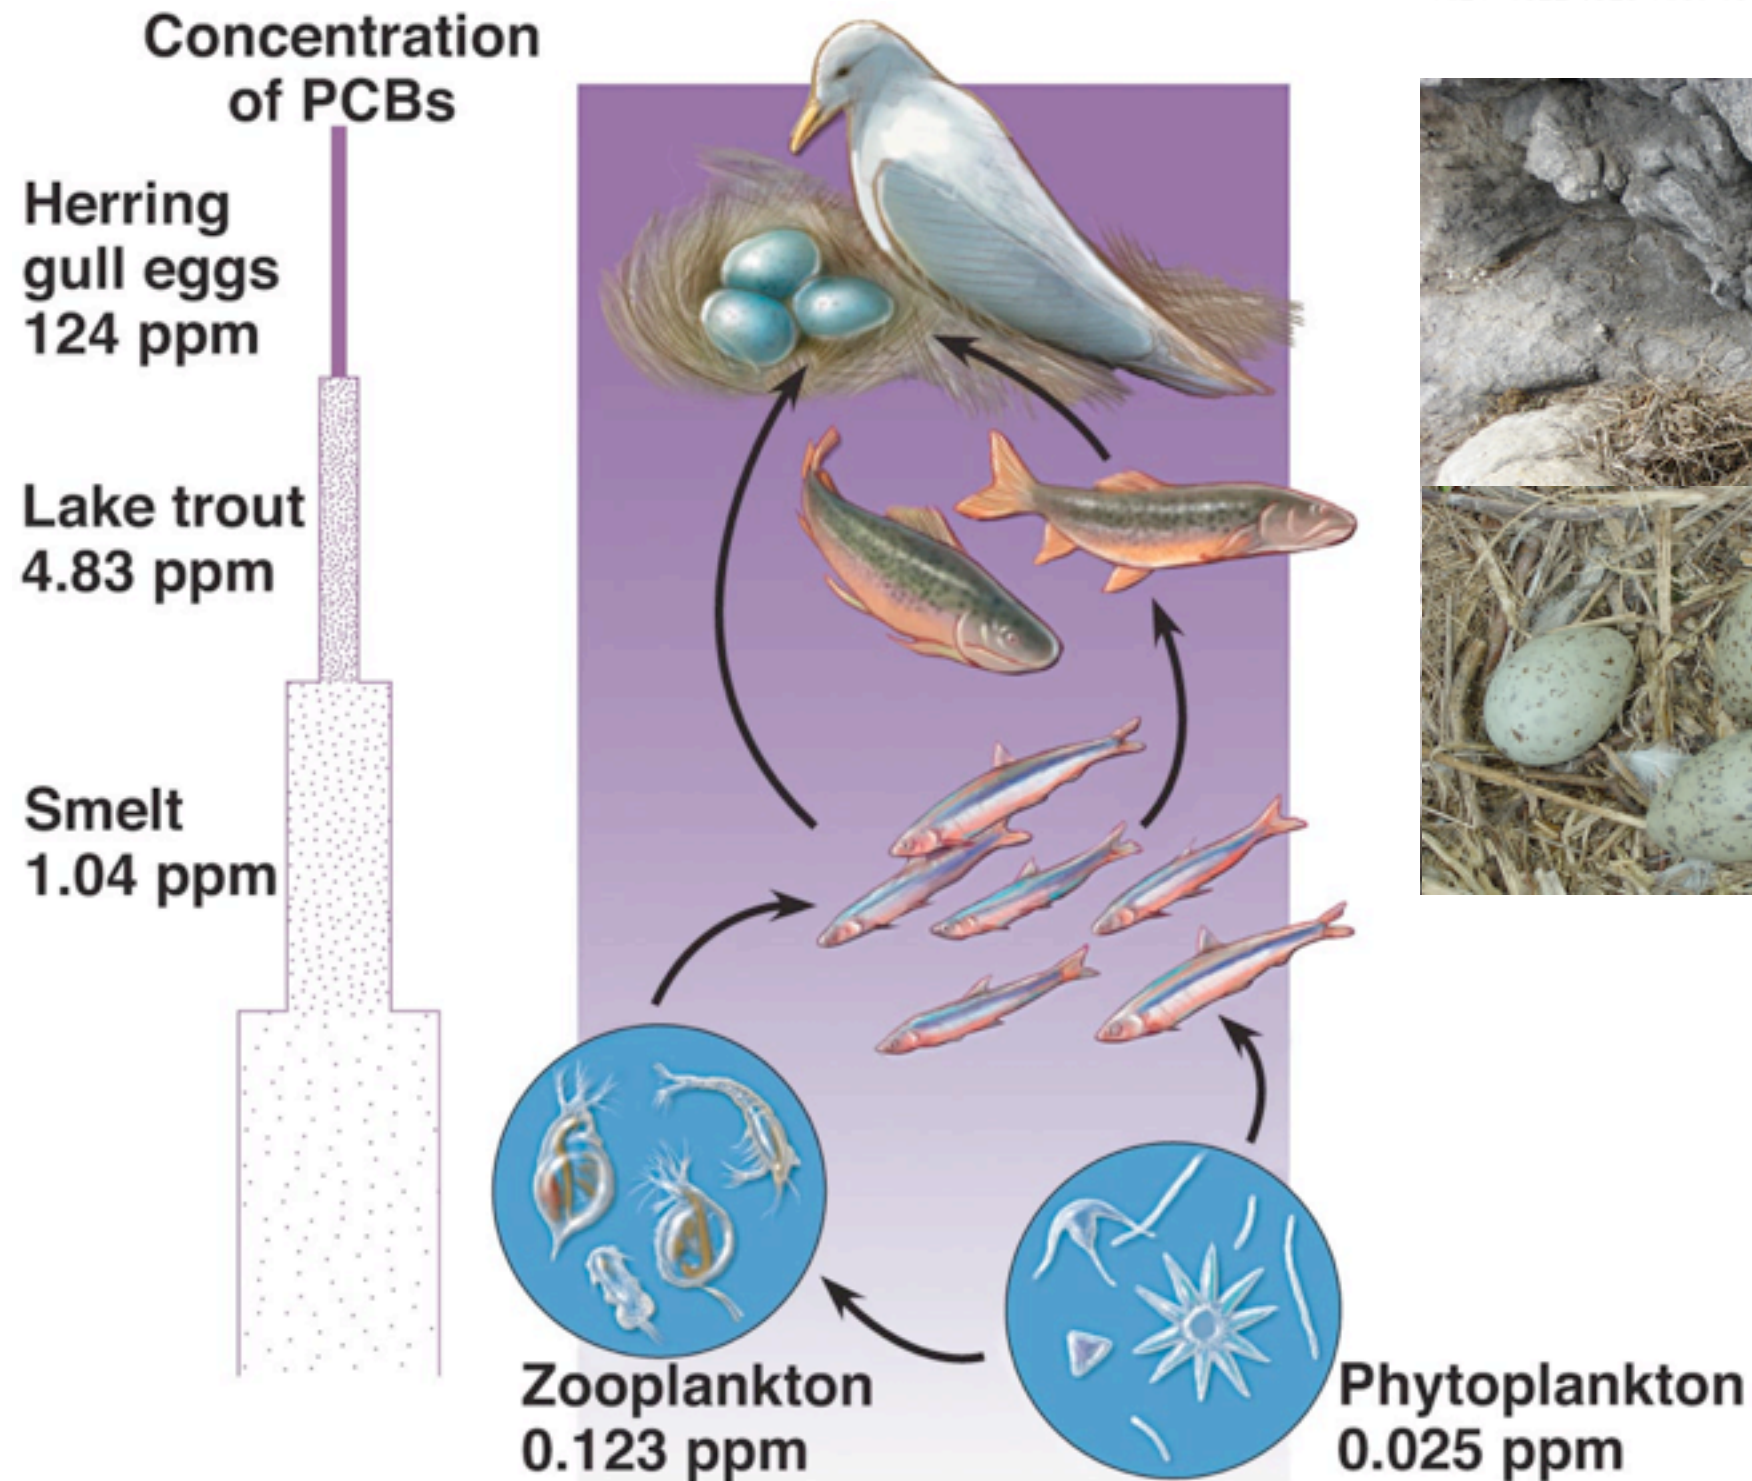 Concentration
of PCBs
Herring
gull eggs
124 ppm
Lake trout
4.83 ppm
Smelt
1.04 ppm
Zooplankton
0.123 ppm
Phytoplankton
0.025 ppm